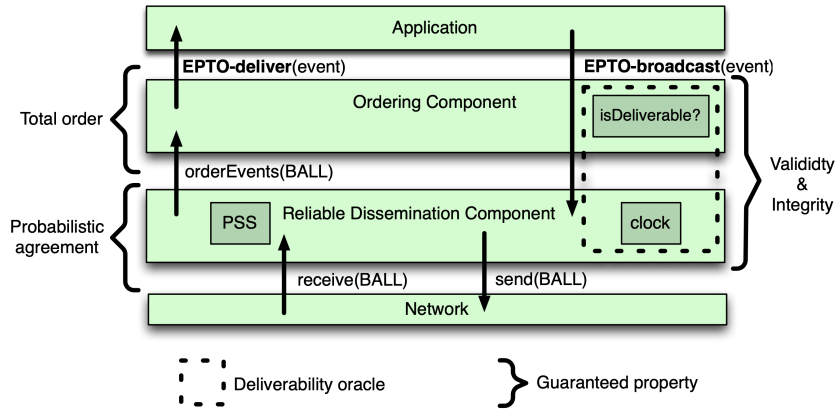 Application
EPTO-deliver(event)
EPTO-broadcast(event)
Ordering Component
isDeliverable?
Total order
orderEvents(BALL)
Validity
&
Integrity
Probabilistic
agreement
PSS
Reliable Dissemination Component
clock
receive(BALL)
send(BALL)
Network
Deliverability oracle
Guaranteed property